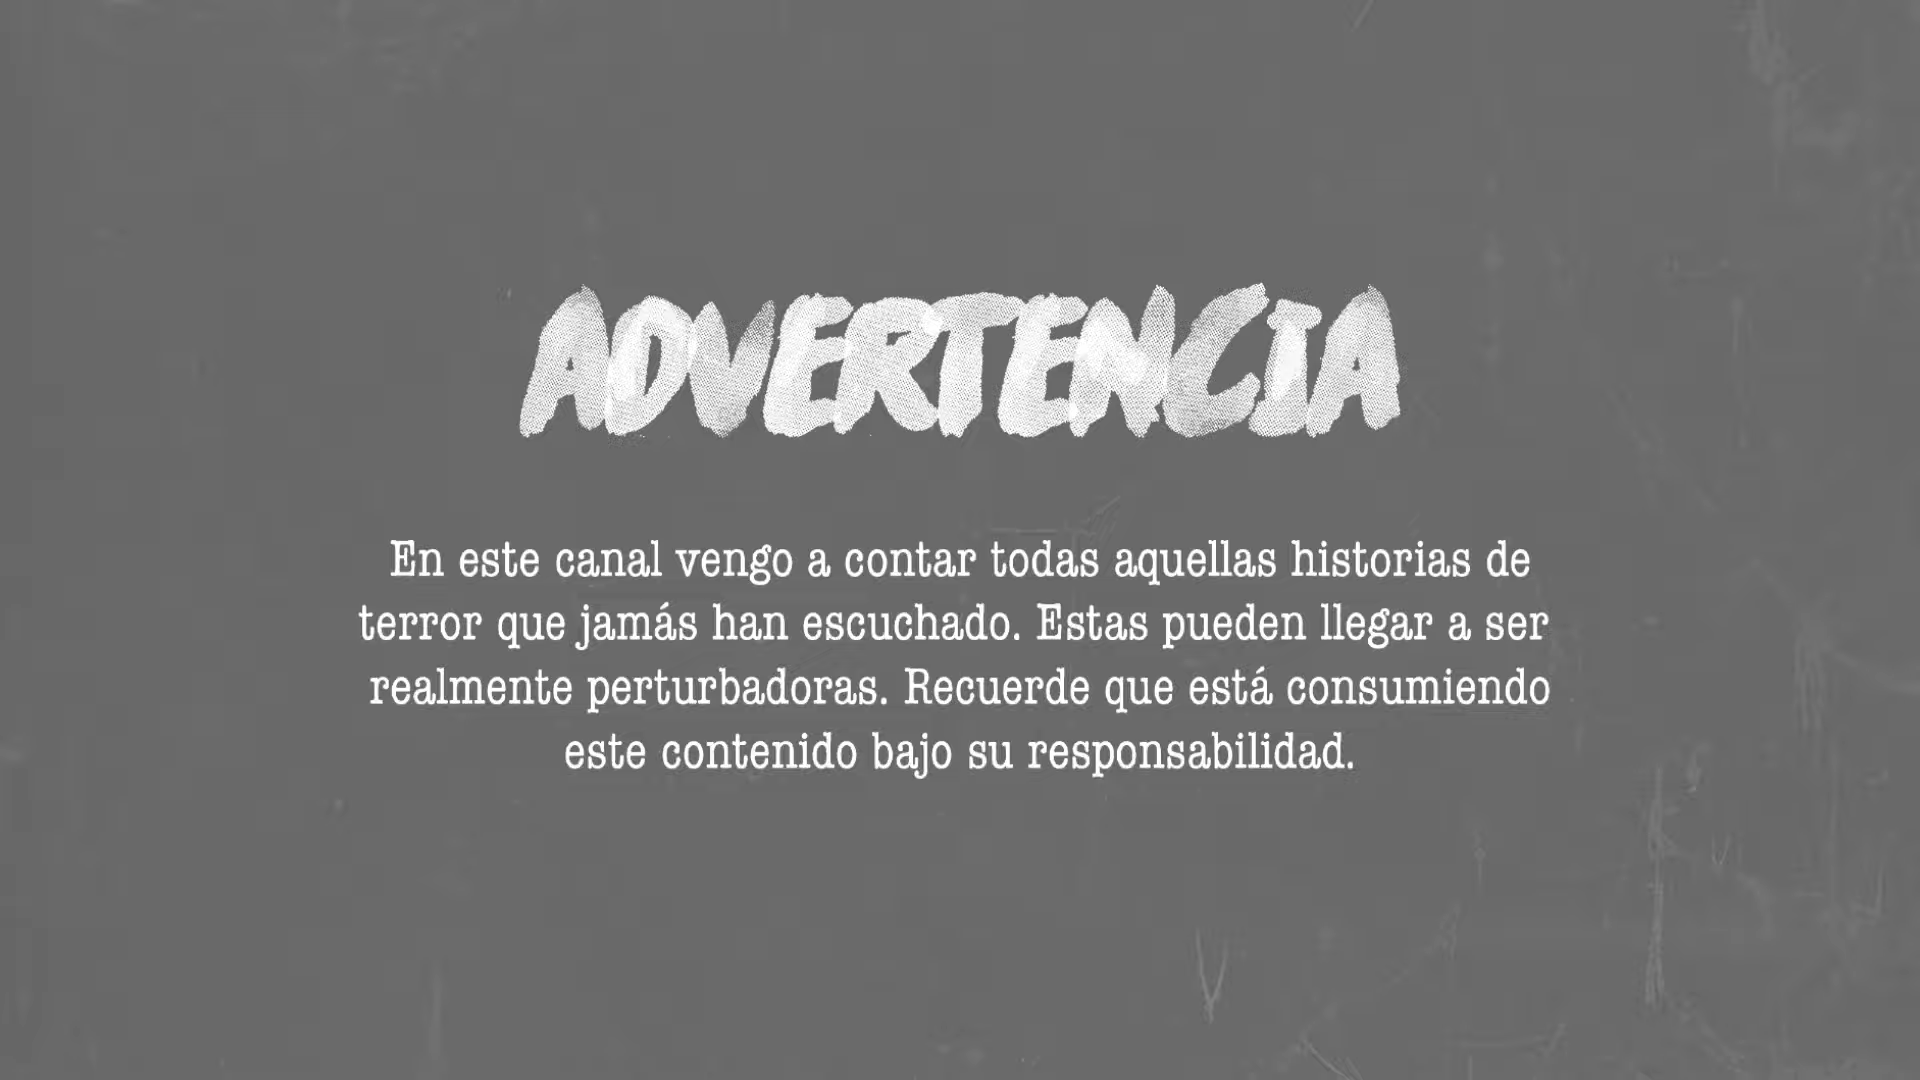 ADVERTENCIA
En este canal vengo a contar todas aquellas historias de
terror que jamás han escuchado. Estas pueden llegar a ser
realmente perturbadoras. Recuerde que está consumiendo
este contenido bajo su responsabilidad.